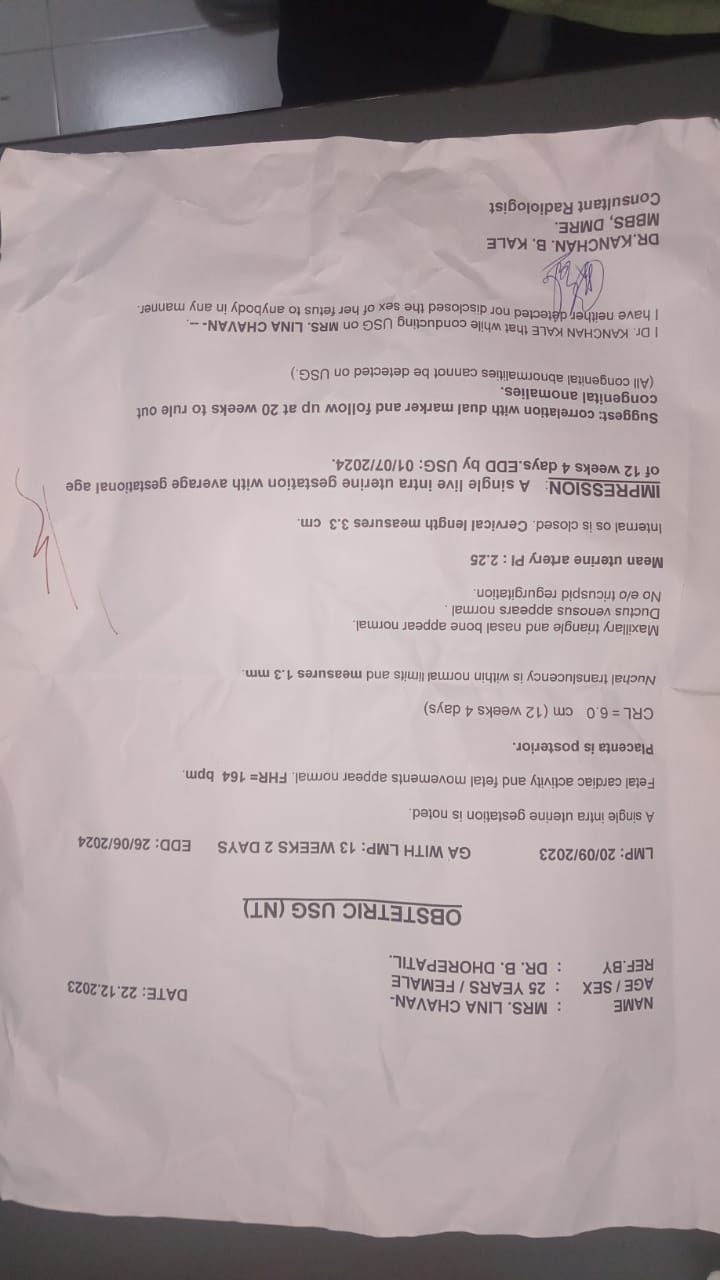 NAME : MRS. LINA CHAVAN-
AGE / SEX : 25 YEARS / FEMALE DATE: 22.12.2023
REF.BY : DR. B. DHOREPATIL.
OBSTETRIC USG (NT)
LMP: 20/09/2023 GA WITH LMP: 13 WEEKS 2 DAYS EDD: 26/06/2024
A single intra uterine gestation is noted.
Fetal cardiac activity and fetal movements appear normal. FHR= 164 bpm.
Placenta is posterior.
CRL = 6.0 cm (12 weeks 4 days)
Nuchal translucency is within normal limits and measures 1.3 mm.
Maxillary triangle and nasal bone appear normal.
Ductus venosus appears normal .
No e/o tricuspid regurgitation.
Mean uterine artery PI : 2.25
Internal os is closed. Cervical length measures 3.3 cm.
IMPRESSION: A single live intra uterine gestation with average gestational age
of 12 weeks 4 days.EDD by USG: 01/07/2024.
Suggest: correlation with dual marker and follow up at 20 weeks to rule out
congenital anomalies.
(All congenital abnormalities cannot be detected on USG.)
I Dr. KANCHAN KALE that while conducting USG on MRS. LINA CHAVAN- –.
I have neither detected nor disclosed the sex of her fetus to anybody in any manner.
DR.KANCHAN. B. KALE
MBBS, DMRE.
Consultant Radiologist